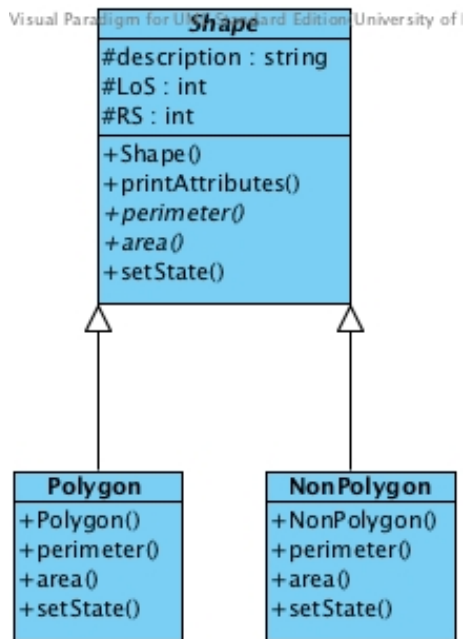 Visual Paradigm for UML Standard Edition University of
Shape
#description : string
#LoS : int
#RS : int
+Shape()
+printAttributes()
+perimeter()
+area()
+setState()
Polygon
+Polygon()
+perimeter()
+area()
+setState()
NonPolygon
+NonPolygon()
+perimeter()
+area()
+setState()